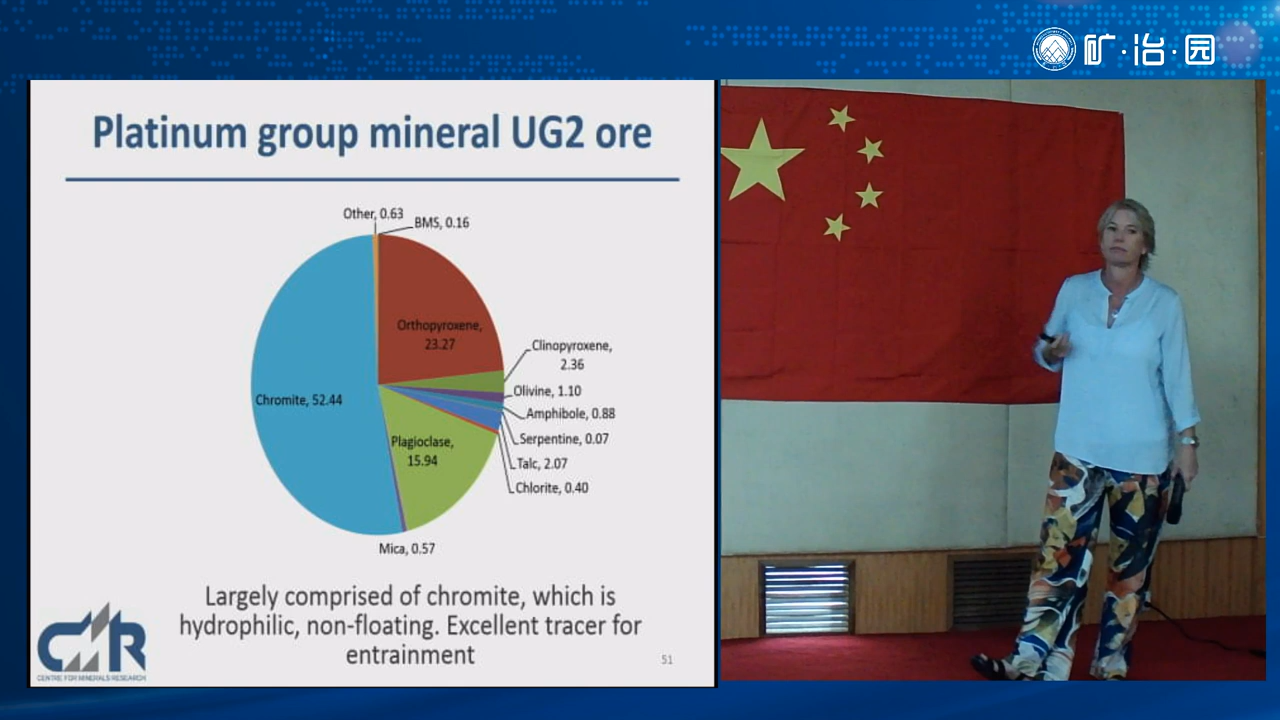 矿·冶·园
Platinum group mineral UG2 ore
Other, 0.63
BMS, 0.16
Orthopyroxene,
23.27
Clinopyroxene,
2.36
Olivine, 1.10
Amphibole, 0.88
Serpentine, 0.07
Talc, 2.07
Chlorite, 0.40
Chromite, 52.44
Plagioclase,
15.94
Mica, 0.57
Largely comprised of chromite, which is
hydrophilic, non-floating. Excellent tracer for
entrainment
CMR
CENTRE FOR MINERALS RESEARCH
51